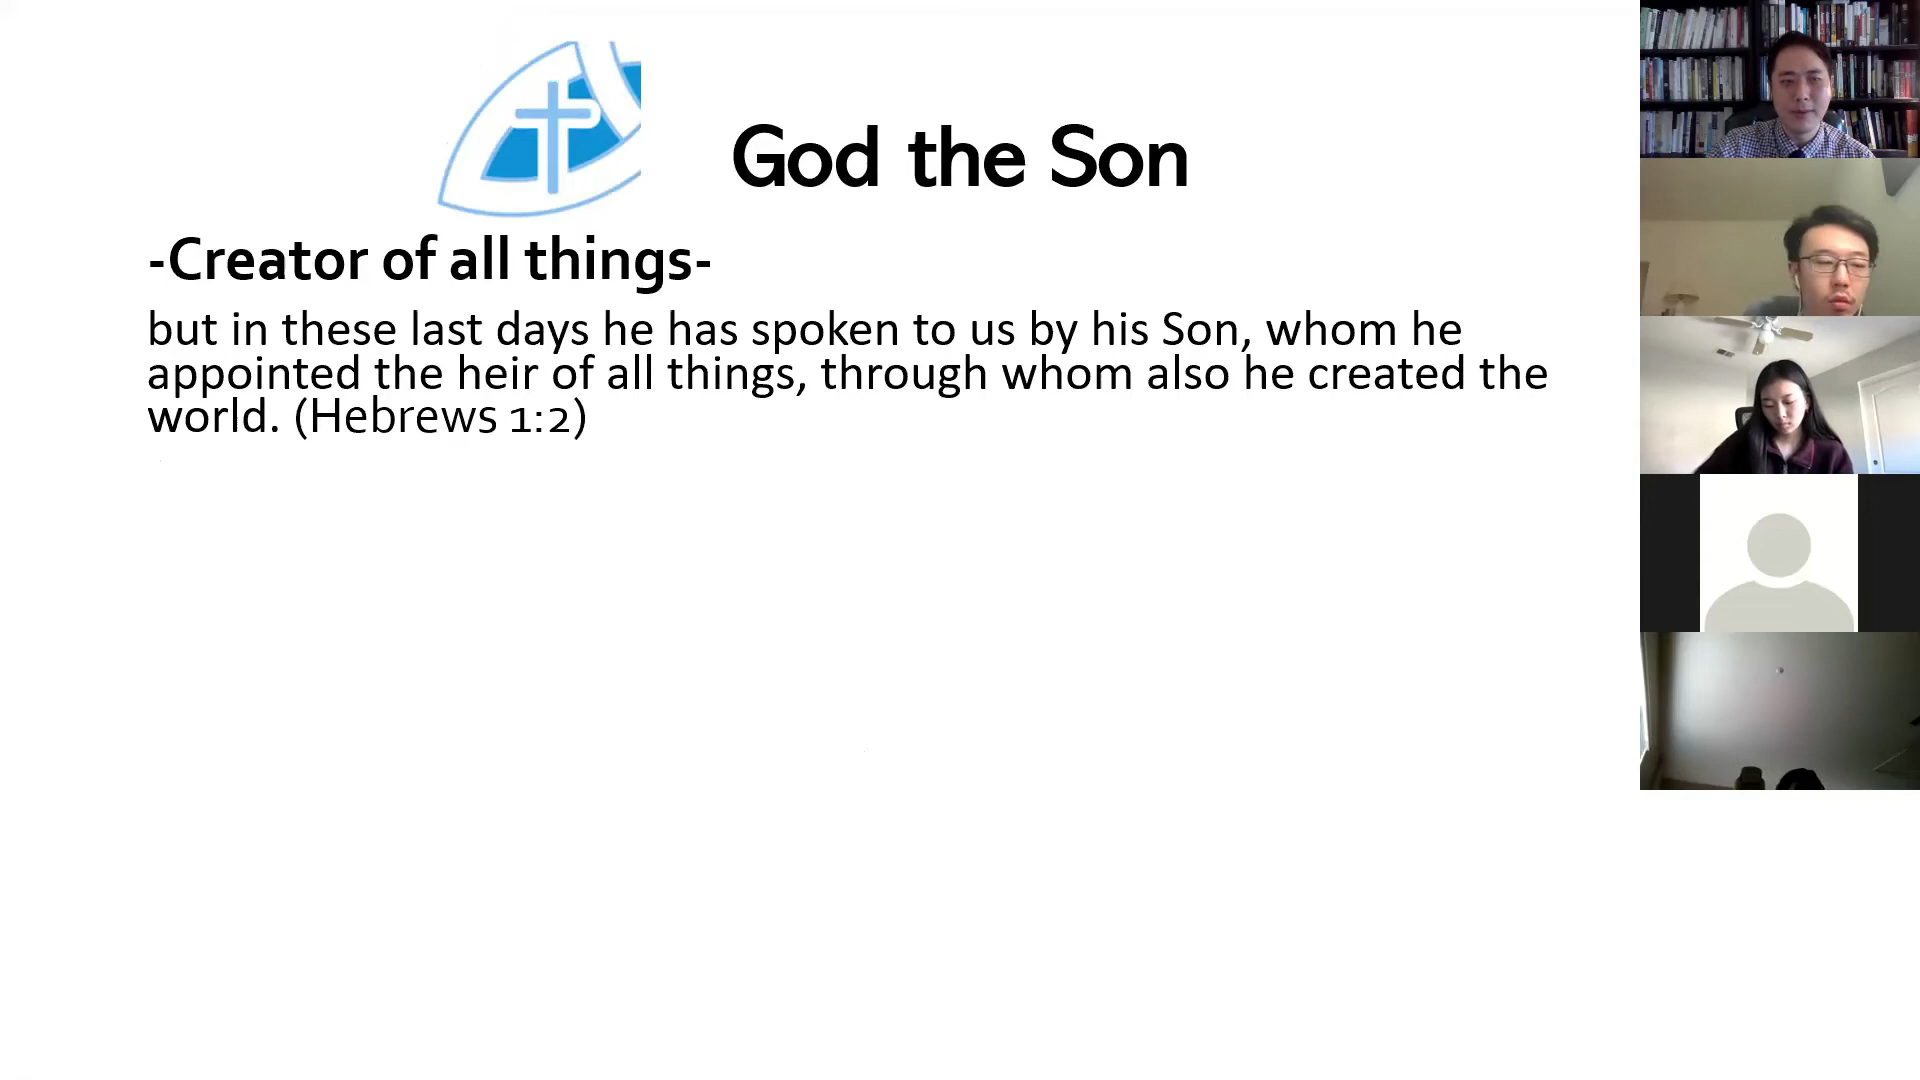 God the Son
-Creator of all things-
but in these last days he has spoken to us by his Son, whom he
appointed the heir of all things, through whom also he created the
world. (Hebrews 1:2)